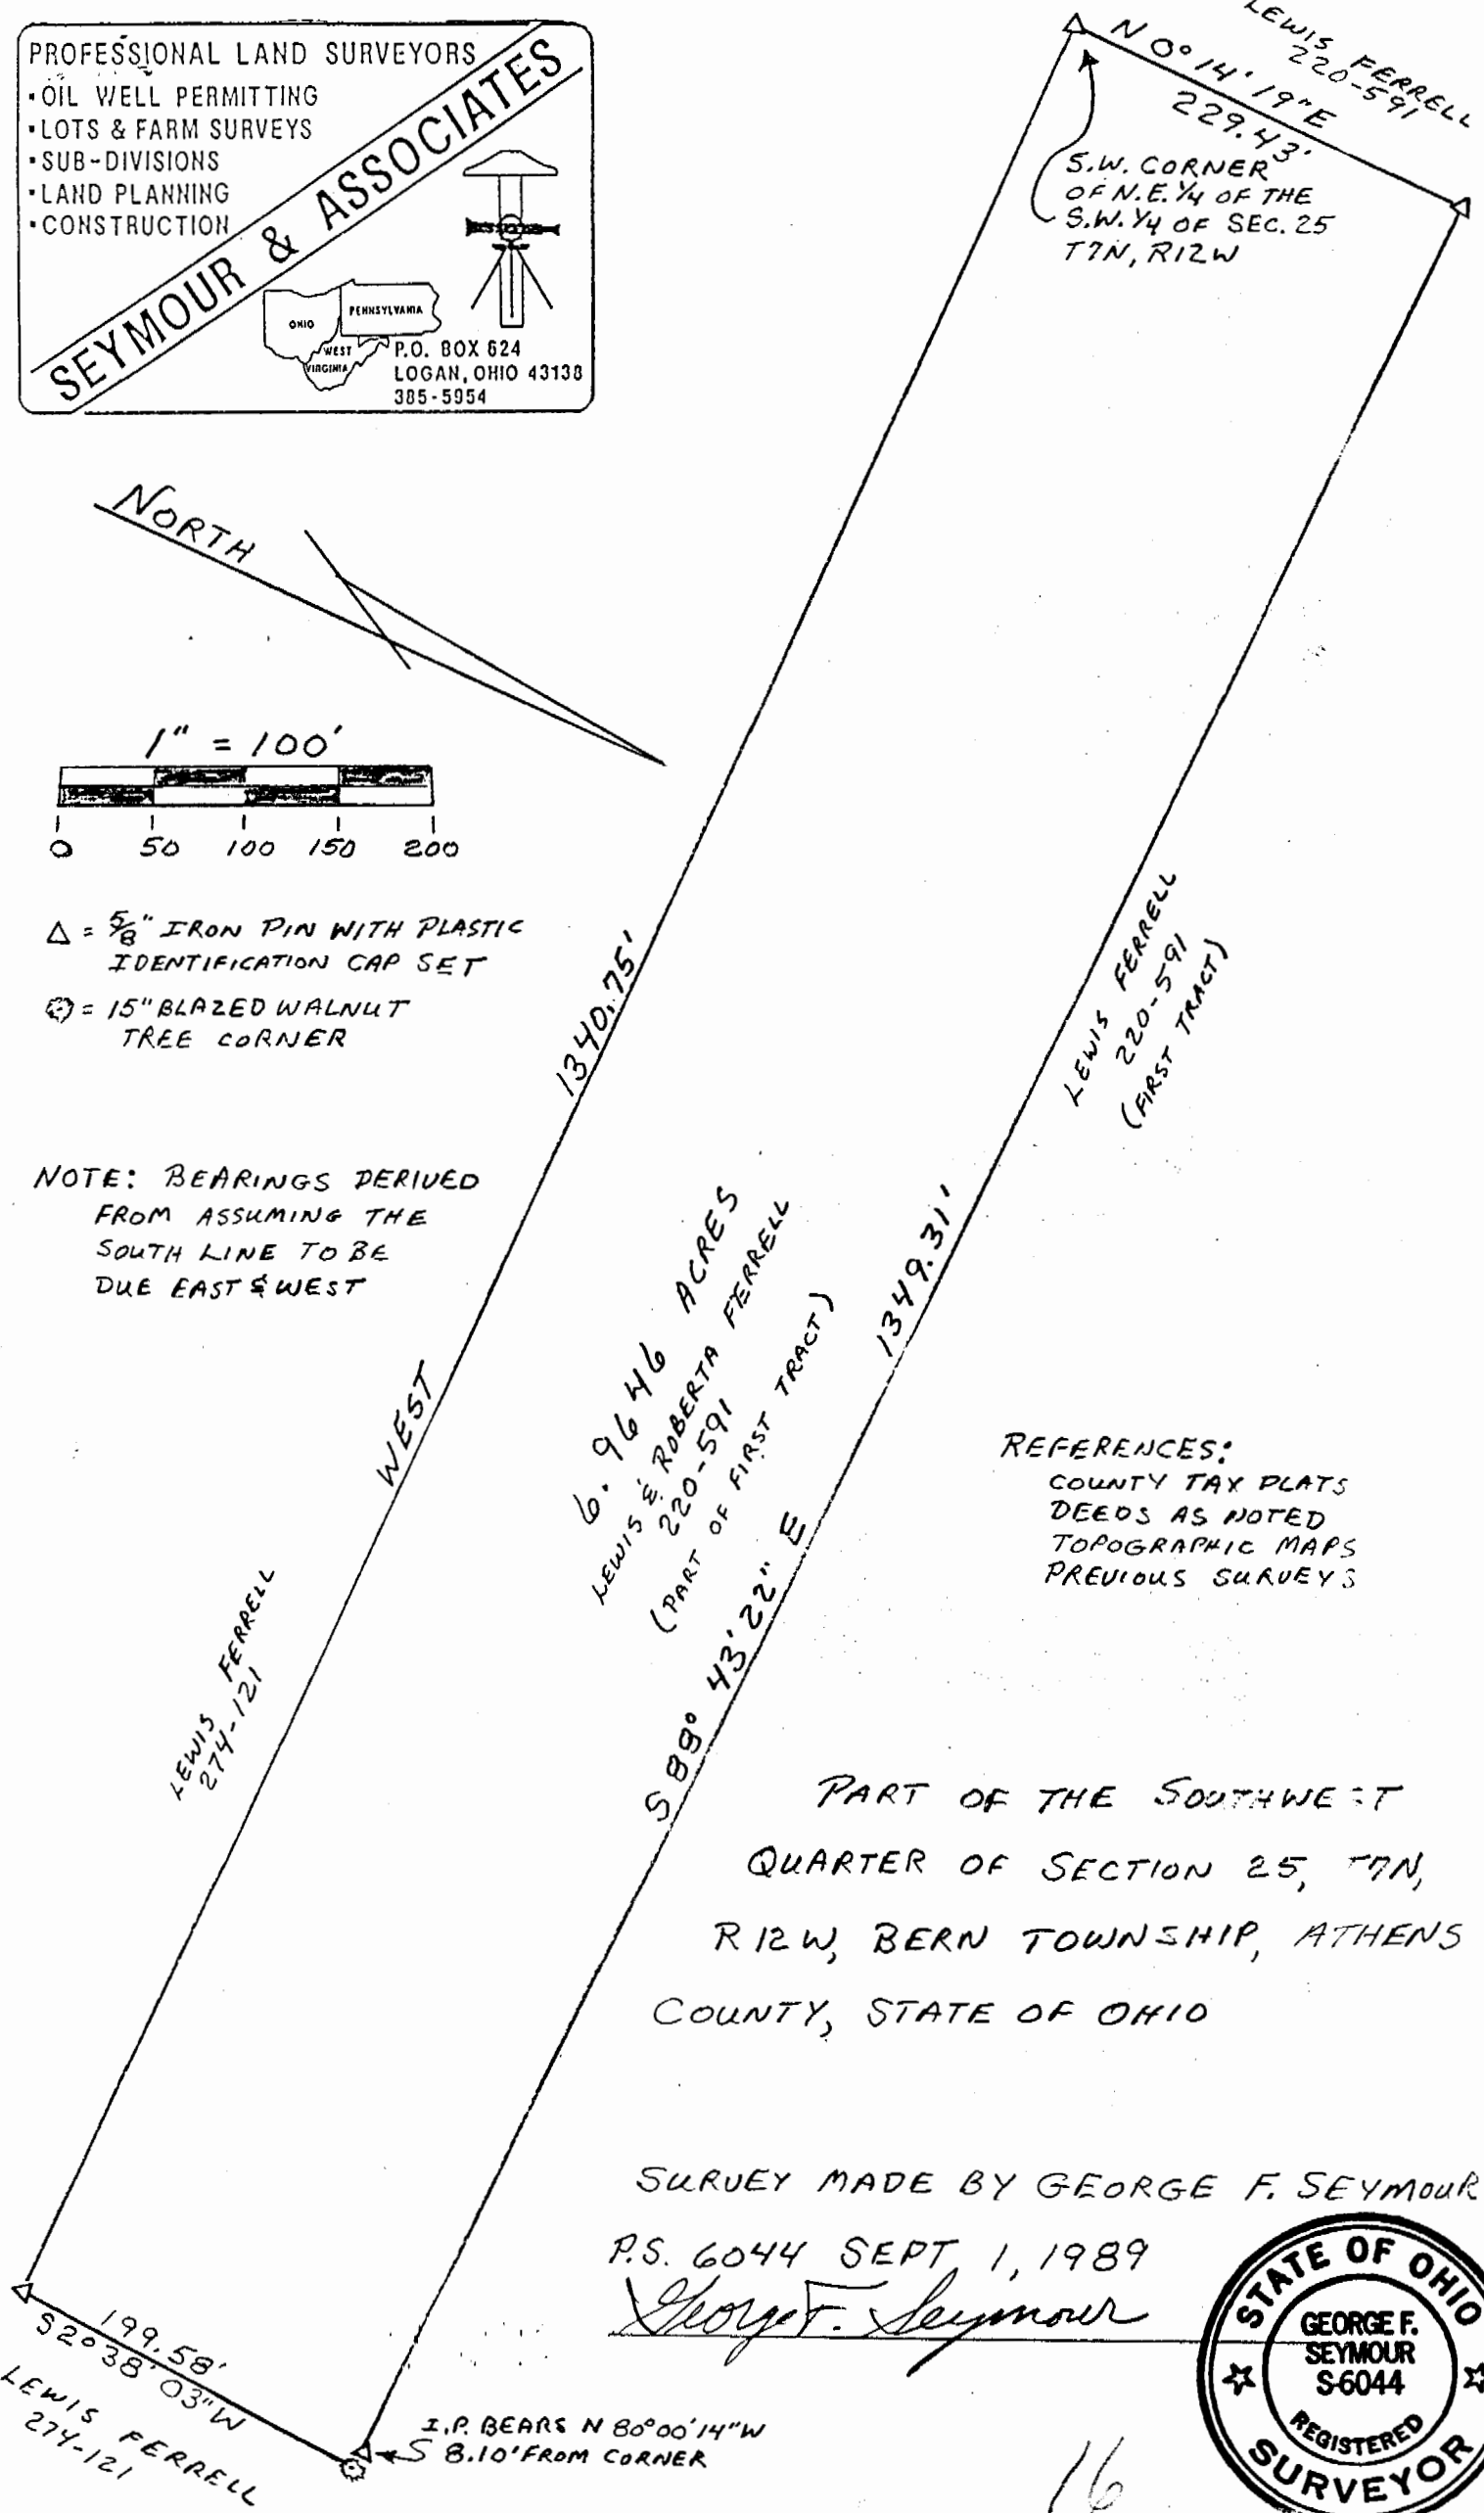 PROFESSIONAL LAND SURVEYORS
• OIL WELL PERMITTING
• LOTS & FARM SURVEYS
• SUB-DIVISIONS
• LAND PLANNING
• CONSTRUCTION
SEYMOUR & ASSOCIATES
OHIO
PENNSYLVANIA
WEST
VIRGINIA
P.O. BOX 624
LOGAN, OHIO 43138
385-5954
LEWIS FERRELL
220-591
N 0° 14' 19" E
229.43'
S.W. CORNER
OF N.E. 1/4 OF THE
S.W. 1/4 OF SEC. 25
T7N, R12W
NORTH
1" = 100'
0 50 100 150 200
△ = 5/8" IRON PIN WITH PLASTIC
IDENTIFICATION CAP SET
= 15" BLAZED WALNUT
TREE CORNER
NOTE: BEARINGS DERIVED
FROM ASSUMING THE
SOUTH LINE TO BE
DUE EAST & WEST
1340.75'
WEST
LEWIS FERRELL
220-591
(FIRST TRACT)
6.9646 ACRES
LEWIS & ROBERTA FERRELL
220-591
(PART OF FIRST TRACT)
1349.31'
S 89° 43' 22" E
LEWIS FERRELL
274-121
REFERENCES:
COUNTY TAX PLATS
DEEDS AS NOTED
TOPOGRAPHIC MAPS
PREVIOUS SURVEYS
PART OF THE SOUTHWEST
QUARTER OF SECTION 25, T7N,
R12W, BERN TOWNSHIP, ATHENS
COUNTY, STATE OF OHIO
SURVEY MADE BY GEORGE F. SEYMOUR
P.S. 6044 SEPT. 1, 1989
George F. Seymour
STATE OF OHIO
GEORGE F.
SEYMOUR
S-6044
REGISTERED
SURVEYOR
199.58'
S 2° 38' 03" W
LEWIS FERRELL
274-121
I.P. BEARS N 80° 00' 14" W
8.10' FROM CORNER
16